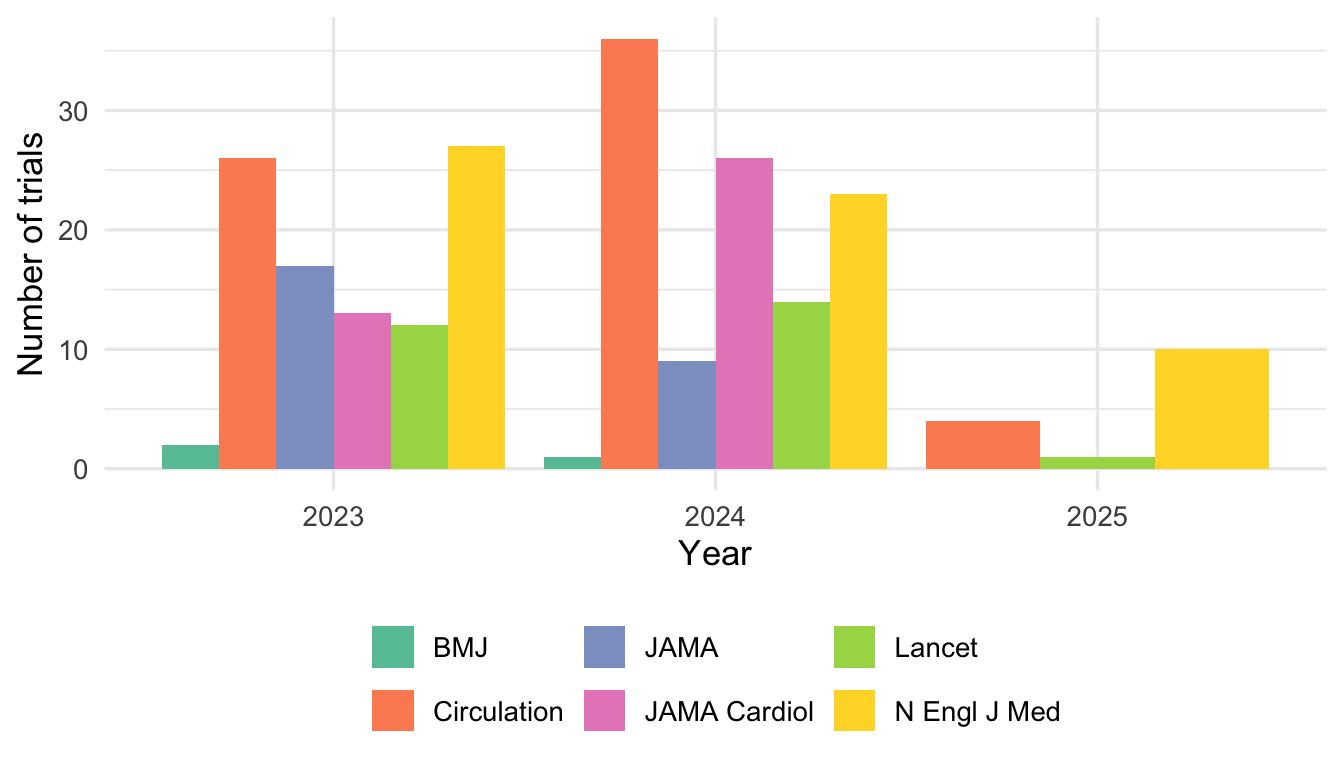 Number of trials
30
20
10
0
2023 2024 2025
Year
BMJ JAMA Lancet
Circulation JAMA Cardiol N Engl J Med